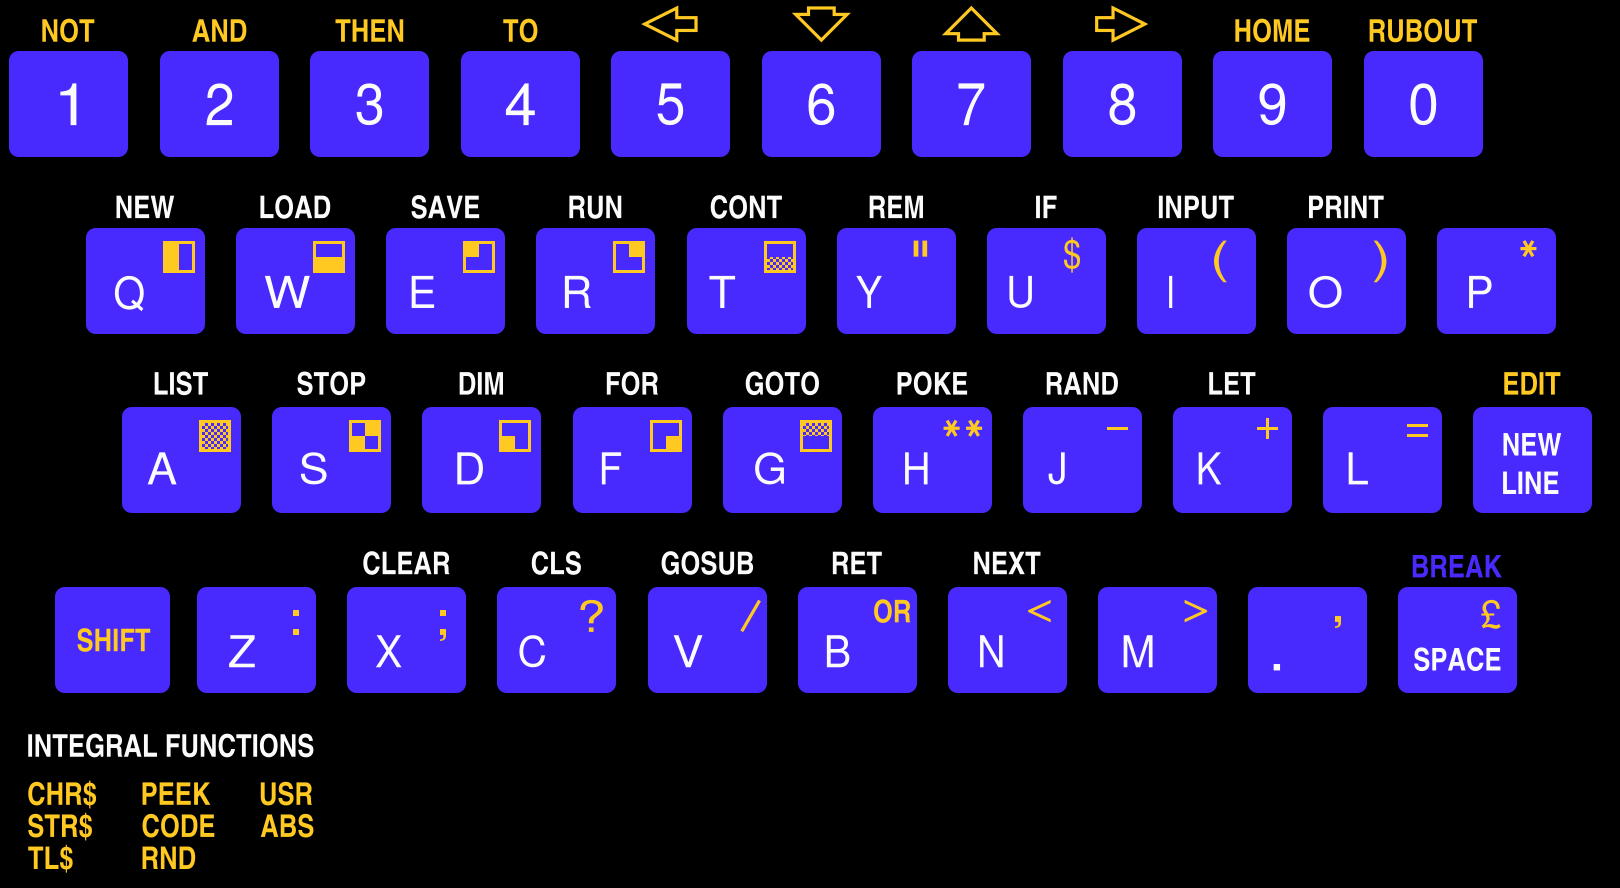 NOT AND THEN TO HOME RUBOUT
1 2 3 4 5 6 7 8 9 0
NEW LOAD SAVE RUN CONT REM IF INPUT PRINT
" $ ( ) *
Q W E R T Y U I O P
LIST STOP DIM FOR GOTO POKE RAND LET EDIT
** − + =
A S D F G H J K L NEW LINE
CLEAR CLS GOSUB RET NEXT BREAK
: ; ? / OR < > , £
SHIFT Z X C V B N M . SPACE
INTEGRAL FUNCTIONS
CHR$ PEEK USR
STR$ CODE ABS
TL$ RND